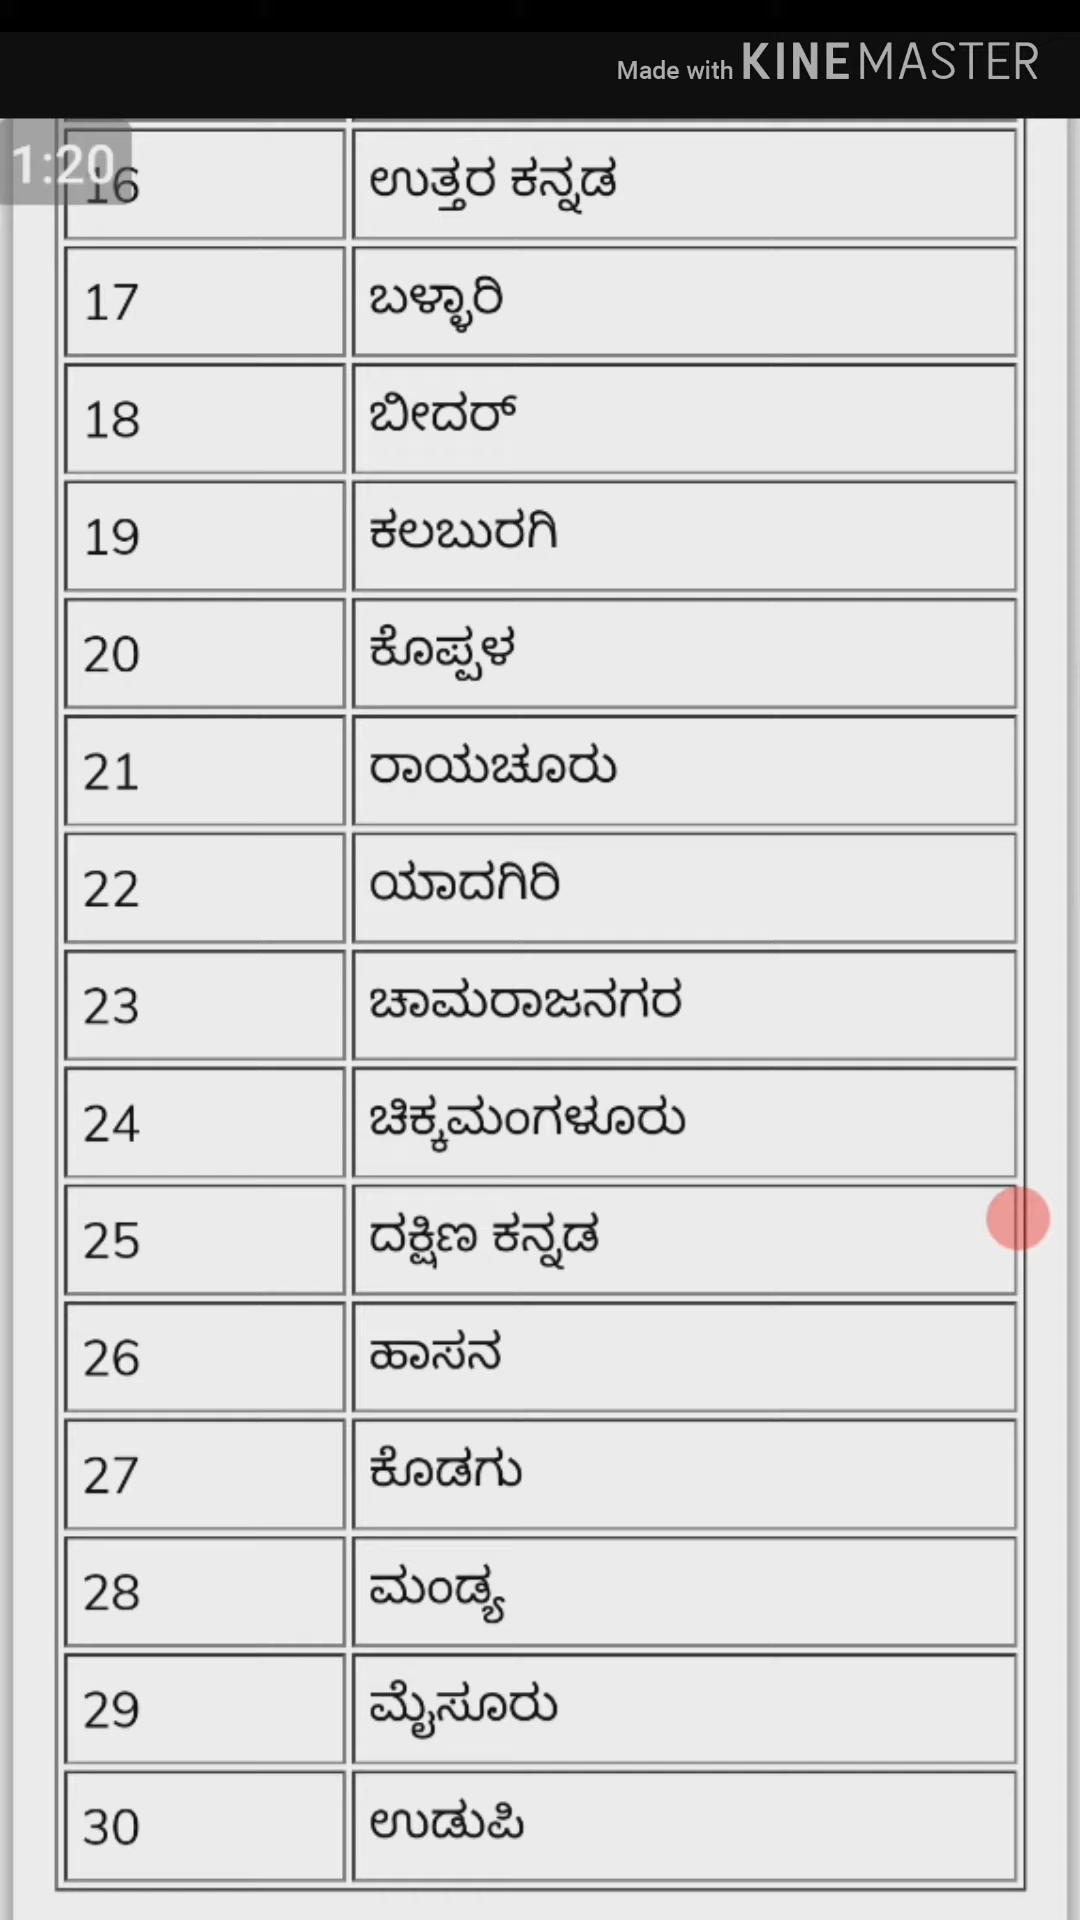 Made with KINEMASTER
1:20
16 ಉತ್ತರ ಕನ್ನಡ
17 ಬಳ್ಳಾರಿ
18 ಬೀದರ್
19 ಕಲಬುರಗಿ
20 ಕೊಪ್ಪಳ
21 ರಾಯಚೂರು
22 ಯಾದಗಿರಿ
23 ಚಾಮರಾಜನಗರ
24 ಚಿಕ್ಕಮಂಗಳೂರು
25 ದಕ್ಷಿಣ ಕನ್ನಡ
26 ಹಾಸನ
27 ಕೊಡಗು
28 ಮಂಡ್ಯ
29 ಮೈಸೂರು
30 ಉಡುಪಿ